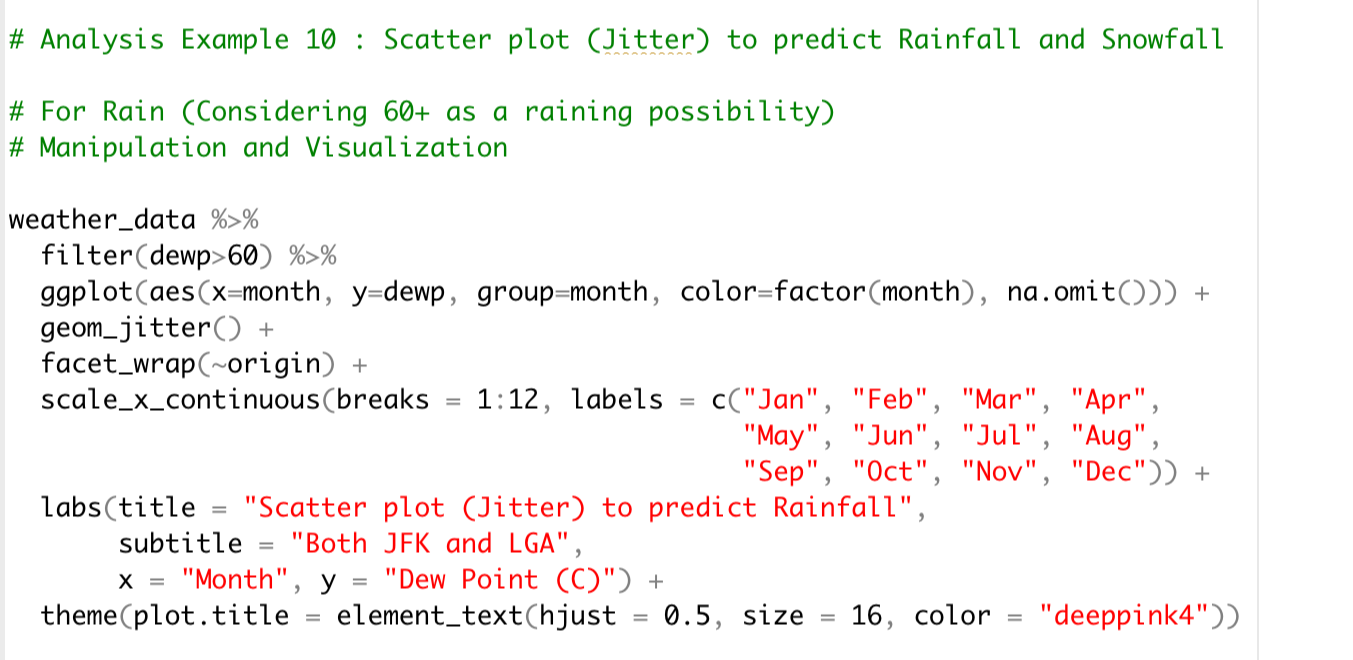 # Analysis Example 10 : Scatter plot (Jitter) to predict Rainfall and Snowfall
# For Rain (Considering 60+ as a raining possibility)
# Manipulation and Visualization
weather_data %>%
filter(dewp>60) %>%
ggplot(aes(x=month, y=dewp, group=month, color=factor(month), na.omit())) +
geom_jitter() +
facet_wrap(~origin) +
scale_x_continuous(breaks = 1:12, labels = c("Jan", "Feb", "Mar", "Apr",
"May", "Jun", "Jul", "Aug",
"Sep", "Oct", "Nov", "Dec")) +
labs(title = "Scatter plot (Jitter) to predict Rainfall",
subtitle = "Both JFK and LGA",
x = "Month", y = "Dew Point (C)") +
theme(plot.title = element_text(hjust = 0.5, size = 16, color = "deeppink4"))